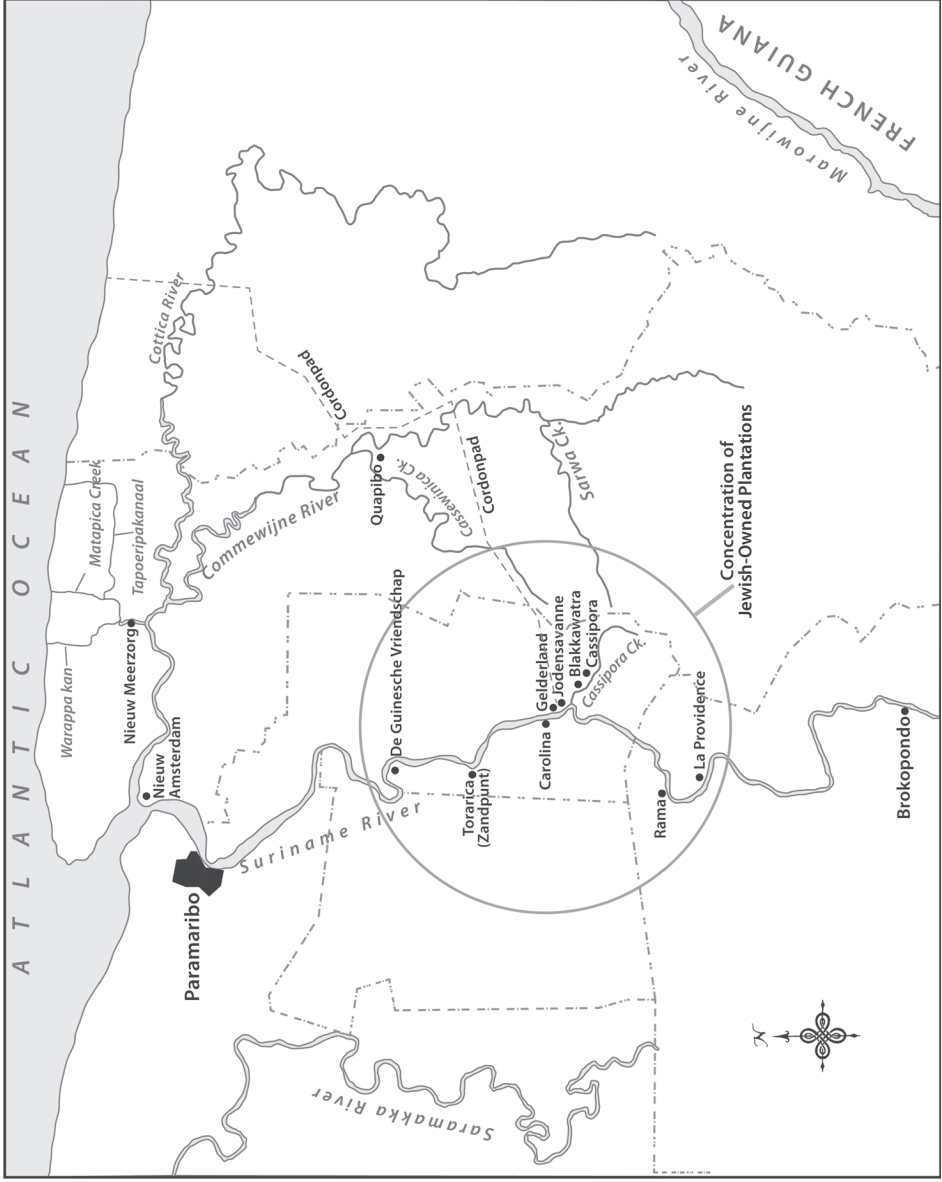 ATLANTIC OCEAN
Warappa kan
Matapica Creek
Tapoeripakanaal
Nieuw Meerzorg
Nieuw
Amsterdam
Paramaribo
Cottica River
Commewijne River
Suriname River
Saramakka River
Cordonpad
Quapibo
Cassewinica Ck.
Cordonpad
Sarwa Ck.
De Guinesche Vriendschap
Torarica
(Zandpunt)
Carolina
Gelderland
Jodensavanne
Blakkawatra
Cassipora
Cassipora Ck.
Rama
La Providence
Concentration of
Jewish-Owned Plantations
Brokopondo
Marowijne River
FRENCH GUIANA
N